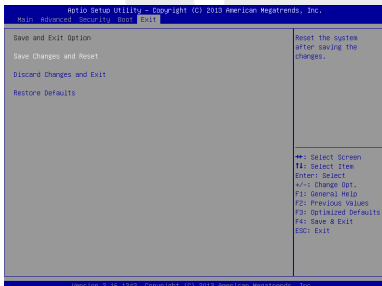 Aptio Setup Utility – Copyright (C) 2013 American Megatrends, Inc.
Main Advanced Security Boot Exit
Save and Exit Option
Save Changes and Reset
Discard Changes and Exit
Restore Defaults
Reset the system
after saving the
changes.
↔: Select Screen
↑↓: Select Item
Enter: Select
+/-: Change Opt.
F1: General Help
F2: Previous Values
F3: Optimized Defaults
F4: Save & Exit
ESC: Exit
Version 2.16.1242. Copyright (C) 2013 American Megatrends, Inc.